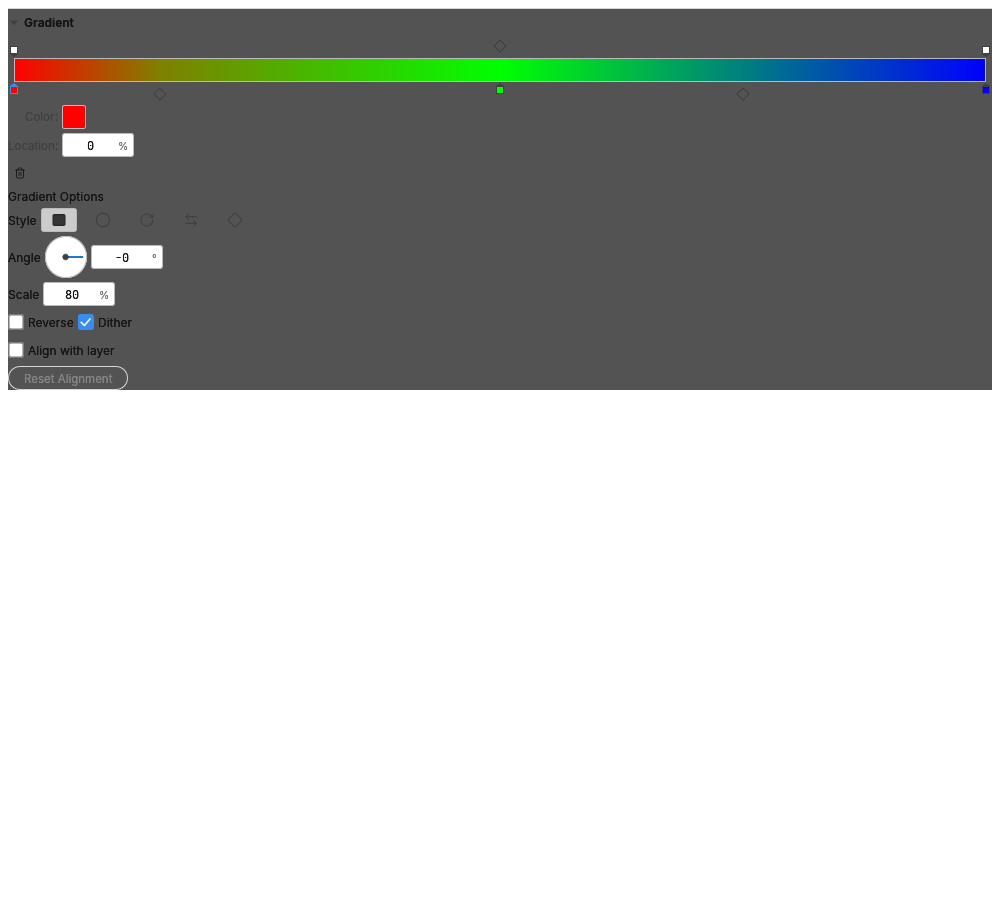 Gradient
Color:
Location: 0 %
Gradient Options
Style
Angle -0 °
Scale 80 %
Reverse Dither
Align with layer
Reset Alignment